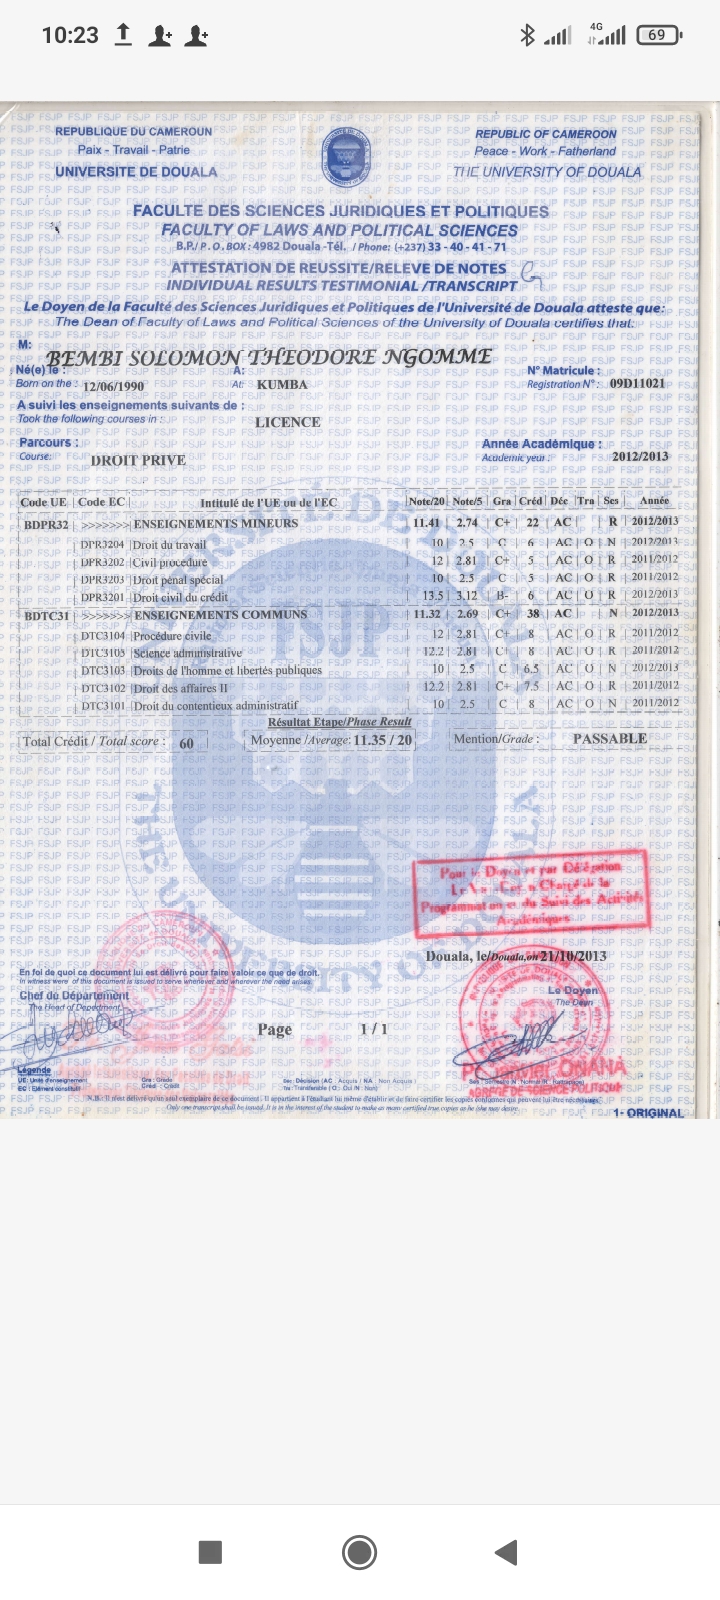 10:23 4G 69
REPUBLIQUE DU CAMEROUN
Paix - Travail - Patrie
UNIVERSITE DE DOUALA
REPUBLIC OF CAMEROON
Peace - Work - Fatherland
THE UNIVERSITY OF DOUALA
FACULTE DES SCIENCES JURIDIQUES ET POLITIQUES
FACULTY OF LAWS AND POLITICAL SCIENCES
B.P./ P. O. BOX : 4982 Douala -Tél. / Phone: (+237) 33 - 40 - 41 - 71
ATTESTATION DE REUSSITE/RELEVE DE NOTES
INDIVIDUAL RESULTS TESTIMONIAL /TRANSCRIPT
Le Doyen de la Faculté des Sciences Juridiques et Politiques de l'Université de Douala atteste que:
The Dean of Faculty of Laws and Political Sciences of the University of Douala certifies that:
M:
BEMBI SOLOMON THEODORE NGOMME
Né(e) le : A: N° Matricule :
Born on the : 12/06/1990 At: KUMBA Registration N° : 09D11021
A suivi les enseignements suivants de :
Took the following courses in : LICENCE
Parcours : Année Académique :
Course: DROIT PRIVE Academic year : 2012/2013
Code UE Code EC Intitulé de l'UE ou de l'EC Note/20 Note/5 Gra Créd Déc Tra Ses Année
BDPR32 >>>>>>> ENSEIGNEMENTS MINEURS 11.41 2.74 C+ 22 AC R 2012/2013
DPR3204 Droit du travail 10 2.5 C 6 AC O N 2012/2013
DPR3202 Civil procedure 12 2.81 C+ 5 AC O R 2011/2012
DPR3203 Droit pénal spécial 10 2.5 C 5 AC O R 2011/2012
DPR3201 Droit civil du crédit 13.5 3.12 B- 6 AC O R 2012/2013
BDTC31 >>>>>>> ENSEIGNEMENTS COMMUNS 11.32 2.69 C+ 38 AC N 2012/2013
DTC3104 Procédure civile 12 2.81 C+ 8 AC O R 2011/2012
DTC3105 Science administrative 12.2 2.81 C+ 8 AC O R 2011/2012
DTC3103 Droits de l'homme et libertés publiques 10 2.5 C 6.5 AC O N 2012/2013
DTC3102 Droit des affaires II 12.2 2.81 C+ 7.5 AC O R 2011/2012
DTC3101 Droit du contentieux administratif 10 2.5 C 8 AC O N 2011/2012
Résultat Etape/Phase Result
Total Crédit / Total score : 60 Moyenne /Average: 11.35 / 20 Mention/Grade : PASSABLE
Pour le Doyen et par Délégation
Programmation et du Suivi des Activités
Académiques
Douala, le/Douala,on 21/10/2013
En foi de quoi ce document lui est délivré pour faire valoir ce que de droit.
In witness were of this document is issued to serve whenever and wherever the need arises.
Chef du Département
The Head of Department
Le Doyen
The Dean
Page 1 / 1
ONANA
AGREGE DE SCIENCE POLITIQUE
Légende
UE: Unité d'enseignement Gra : Grade
EC : Elément constitutif Créd : Crédit
N.B.: Il n'est délivré qu'un seul exemplaire de ce document. Il appartient à l'étudiant lui même d'établir et de faire certifier les copies conformes qui peuvent lui être nécessaires.
Only one transcript shall be issued. It is in the interest of the student to make as many certified true copies as he /she may desire.
1- ORIGINAL